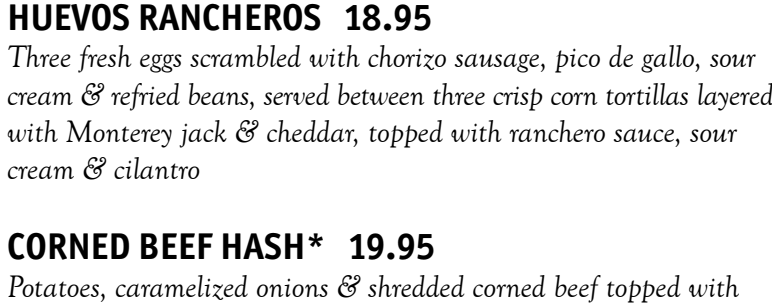 HUEVOS RANCHEROS 18.95
Three fresh eggs scrambled with chorizo sausage, pico de gallo, sour
cream & refried beans, served between three crisp corn tortillas layered
with Monterey jack & cheddar, topped with ranchero sauce, sour
cream & cilantro
CORNED BEEF HASH* 19.95
Potatoes, caramelized onions & shredded corned beef topped with